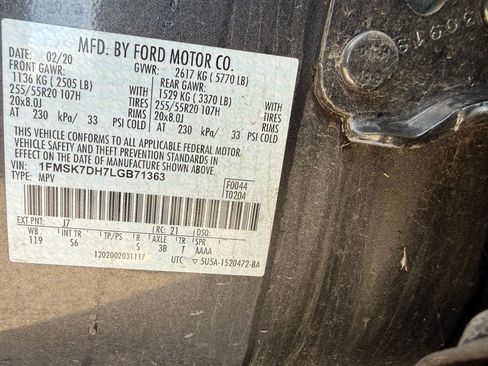 MFD. BY FORD MOTOR CO.
02/20 GVWR: 2617 KG ( 5770 LB)
FRONT GAWR: REAR GAWR:
1136 KG ( 2505 LB) 1529 KG ( 3370 LB)
255/55R20 107H WITH TIRES 255/55R20 107H WITH TIRES
20x8.0J RIMS 20x8.0J RIMS
AT 230 kPa/ 33 PSI COLD AT 230 kPa/ 33 PSI COLD
THIS VEHICLE CONFORMS TO ALL APPLICABLE FEDERAL MOTOR
VEHICLE SAFETY AND THEFT PREVENTION STANDARDS IN
EFFECT ON THE DATE OF MANUFACTURE SHOWN ABOVE.
VIN: 1FMSK7DH7LGB71363 F0044
TYPE: MPV T0204
EXT PNT: J7 RC: 21
WB INT TR TP/PS R AXLE TR SPR
119 S6 S 38 T AAAA
1202002031117 UTC 5U5A-1520472-BA